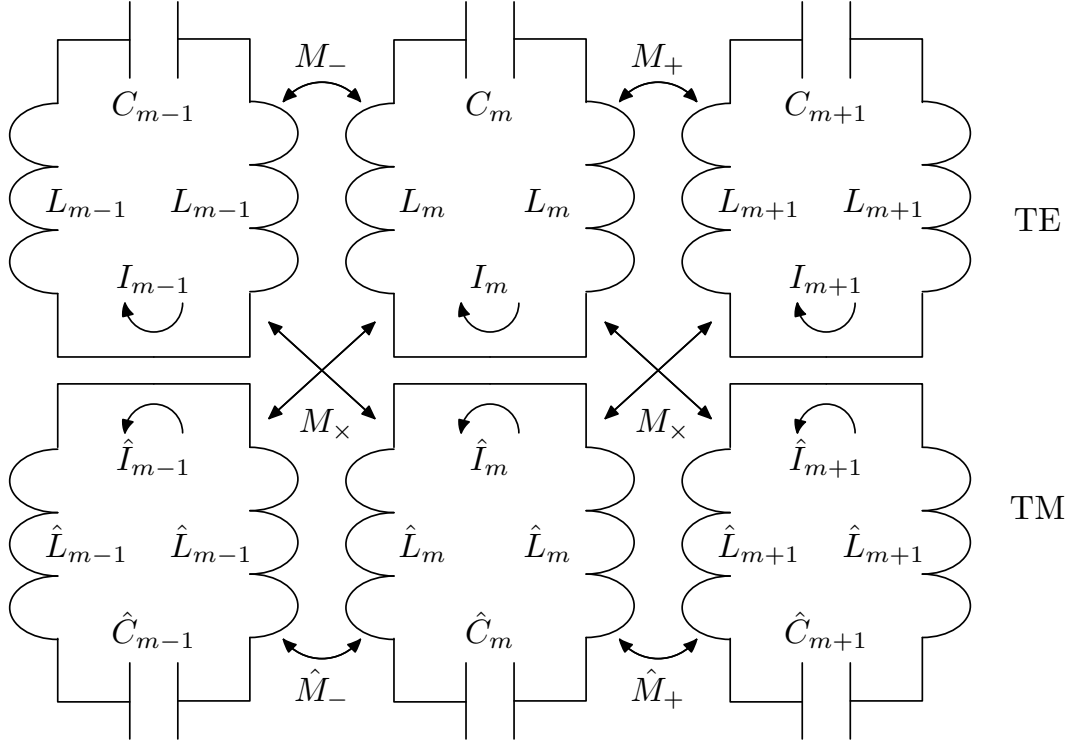 M₋ M₊
Cₘ₋₁ Cₘ Cₘ₊₁
Lₘ₋₁ Lₘ₋₁ Lₘ Lₘ Lₘ₊₁ Lₘ₊₁ TE
Iₘ₋₁ Iₘ Iₘ₊₁
M× M×
Îₘ₋₁ Îₘ Îₘ₊₁
TM
L̂ₘ₋₁ L̂ₘ₋₁ L̂ₘ L̂ₘ L̂ₘ₊₁ L̂ₘ₊₁
Ĉₘ₋₁ Ĉₘ Ĉₘ₊₁
M̂₋ M̂₊